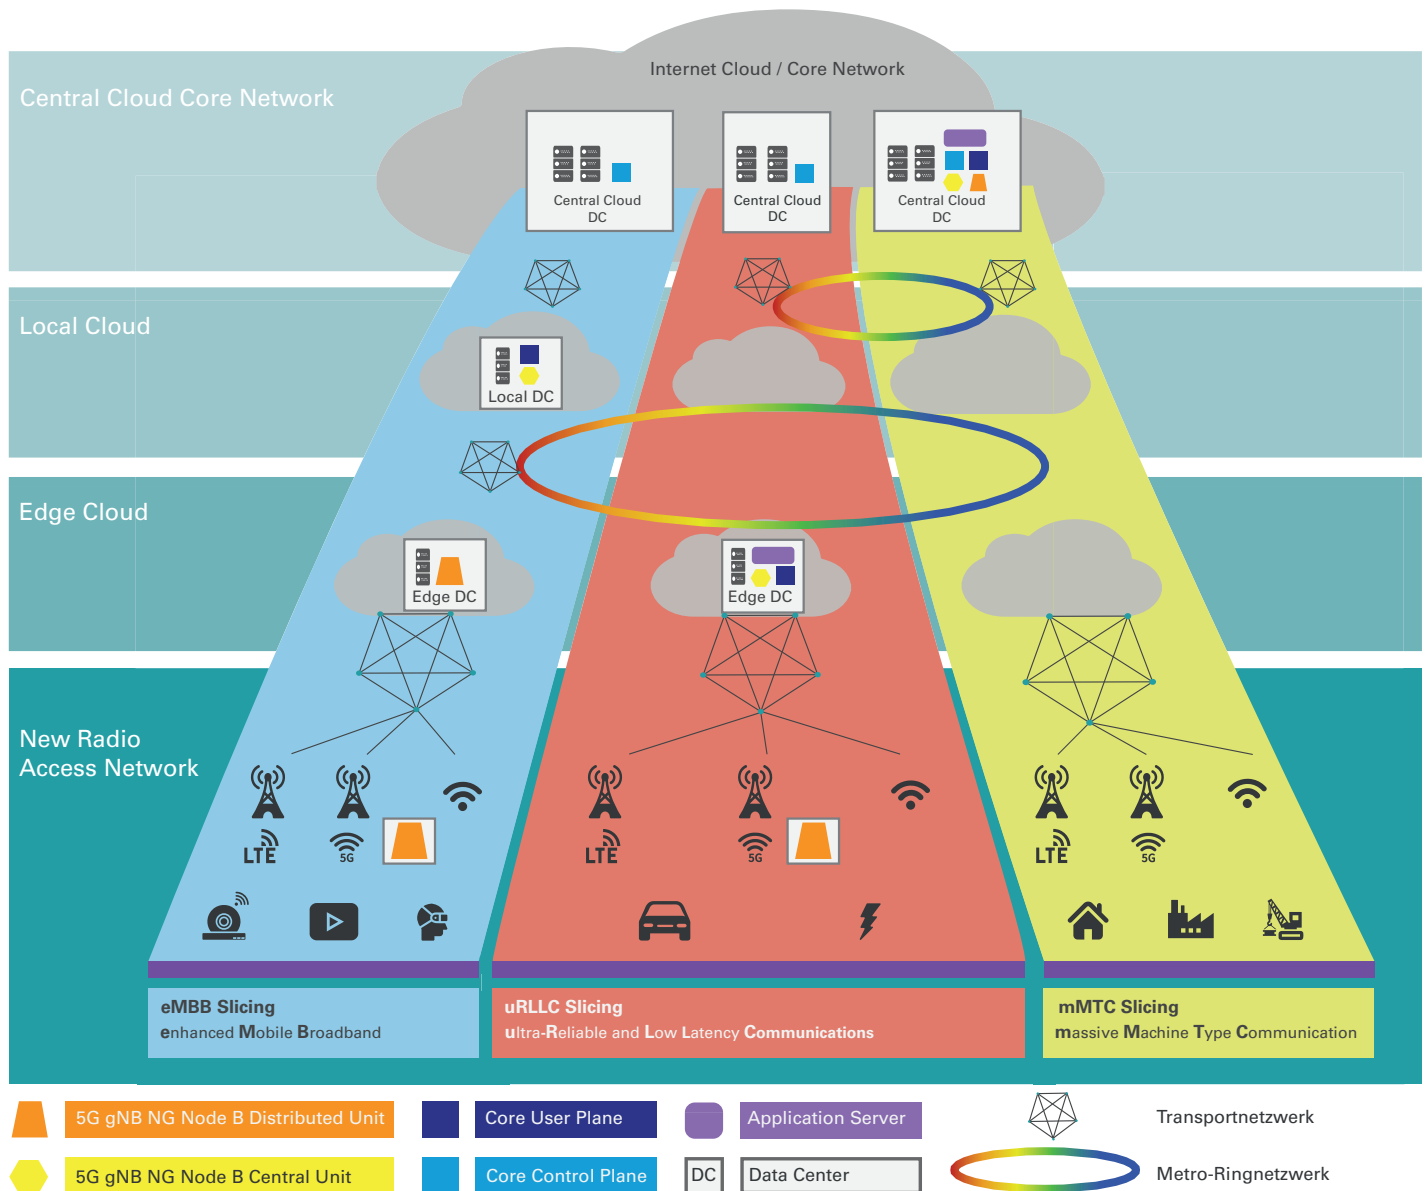 Internet Cloud / Core Network
Central Cloud Core Network
Central Cloud
DC
Central Cloud
DC
Central Cloud
DC
Local Cloud
Local DC
Edge Cloud
Edge DC
Edge DC
New Radio
Access Network
LTE
5G
LTE
5G
LTE
5G
eMBB Slicing
enhanced Mobile Broadband
uRLLC Slicing
ultra-Reliable and Low Latency Communications
mMTC Slicing
massive Machine Type Communication
5G gNB NG Node B Distributed Unit
Core User Plane
Application Server
Transportnetzwerk
5G gNB NG Node B Central Unit
Core Control Plane
DC
Data Center
Metro-Ringnetzwerk